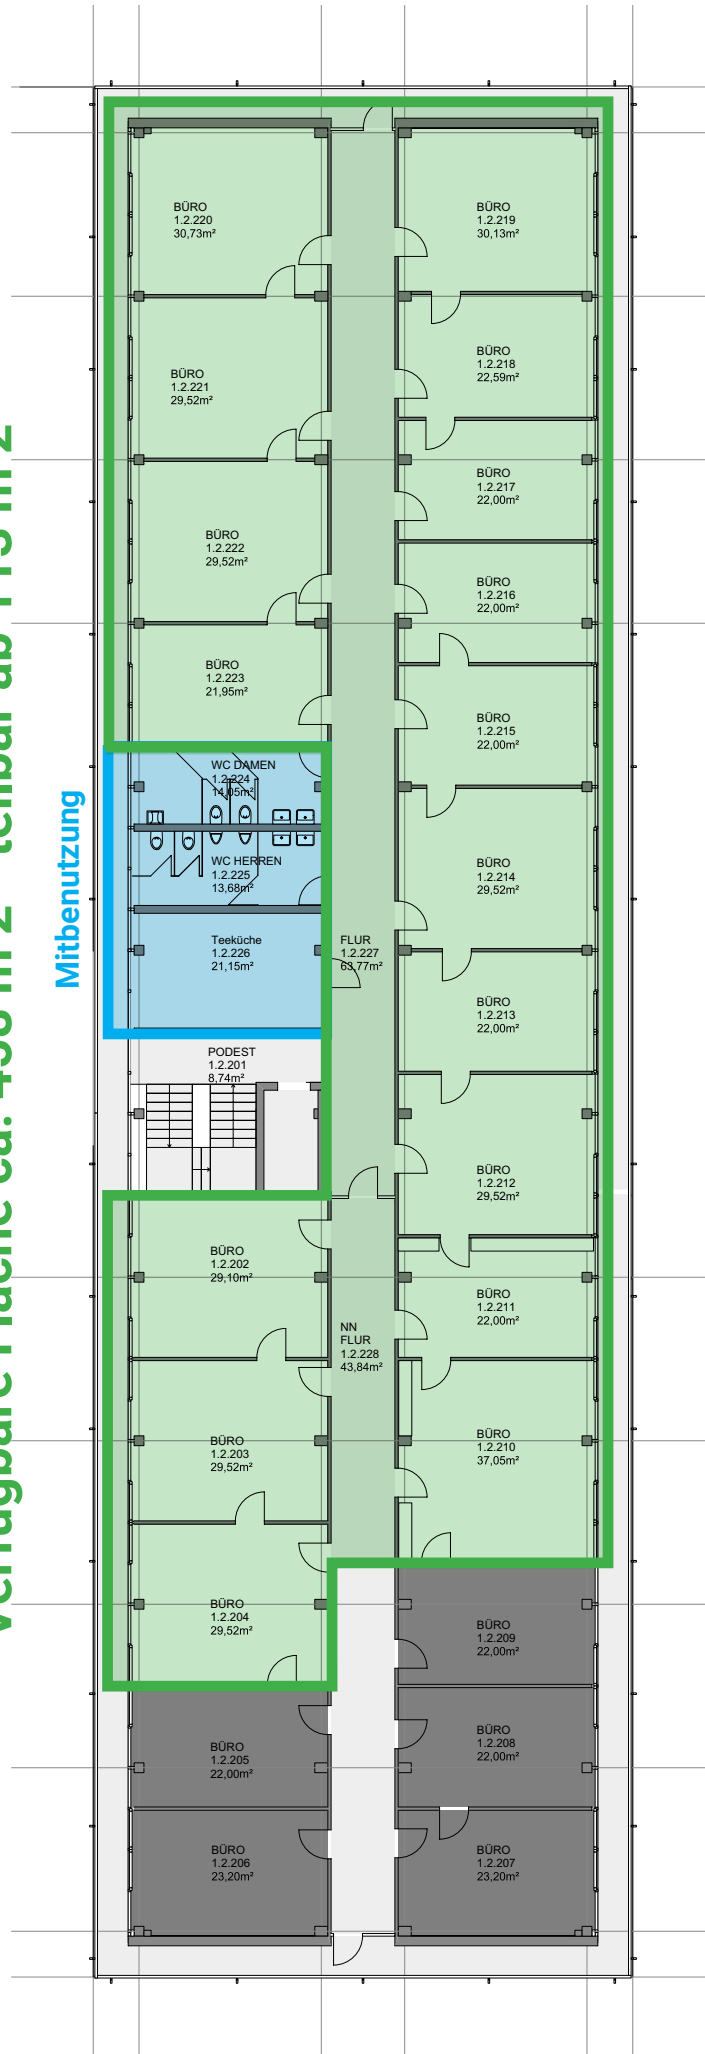 BÜRO
1.2.220
30,73m²
BÜRO
1.2.219
30,13m²
BÜRO
1.2.221
29,52m²
BÜRO
1.2.218
22,59m²
BÜRO
1.2.217
22,00m²
BÜRO
1.2.222
29,52m²
BÜRO
1.2.216
22,00m²
BÜRO
1.2.223
21,95m²
BÜRO
1.2.215
22,00m²
WC DAMEN
1.2.224
14,05m²
WC HERREN
1.2.225
13,68m²
BÜRO
1.2.214
29,52m²
Teeküche
1.2.226
21,15m²
FLUR
1.2.227
63,77m²
BÜRO
1.2.213
22,00m²
PODEST
1.2.201
8,74m²
BÜRO
1.2.212
29,52m²
BÜRO
1.2.202
29,10m²
BÜRO
1.2.211
22,00m²
NN
FLUR
1.2.228
43,84m²
BÜRO
1.2.203
29,52m²
BÜRO
1.2.210
37,05m²
BÜRO
1.2.204
29,52m²
BÜRO
1.2.209
22,00m²
BÜRO
1.2.205
22,00m²
BÜRO
1.2.208
22,00m²
BÜRO
1.2.206
23,20m²
BÜRO
1.2.207
23,20m²
Mitbenutzung
verfügbare Fläche ca. m 2 - teilbar ab m 2